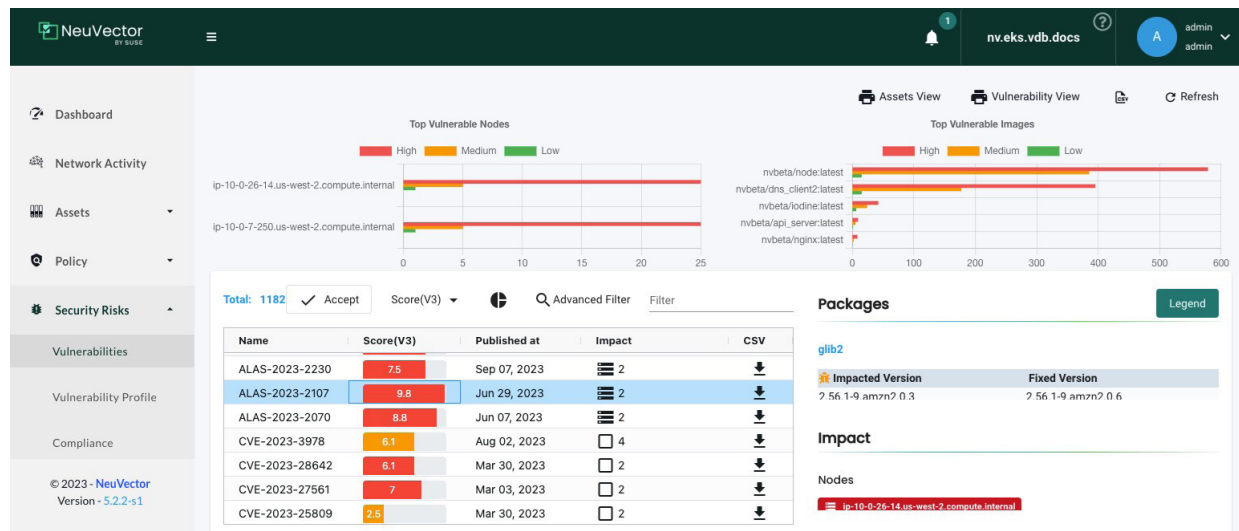 NeuVector
BY SUSE
1
nv.eks.vdb.docs
?
A
admin
admin
Dashboard
Network Activity
Assets
Policy
Security Risks
Vulnerabilities
Vulnerability Profile
Compliance
© 2023 - NeuVector
Version - 5.2.2-s1
Assets View
Vulnerability View
CSV
Refresh
Top Vulnerable Nodes
High Medium Low
ip-10-0-26-14.us-west-2.compute.internal
ip-10-0-7-250.us-west-2.compute.internal
0 5 10 15 20 25
Top Vulnerable Images
High Medium Low
nvbeta/node:latest
nvbeta/dns_client2:latest
nvbeta/iodine:latest
nvbeta/api_server:latest
nvbeta/nginx:latest
0 100 200 300 400 500 600
Total: 1182 Accept Score(V3) Advanced Filter Filter
Name Score(V3) Published at Impact CSV
ALAS-2023-2230 7.5 Sep 07, 2023 2
ALAS-2023-2107 9.8 Jun 29, 2023 2
ALAS-2023-2070 8.8 Jun 07, 2023 2
CVE-2023-3978 6.1 Aug 02, 2023 4
CVE-2023-28642 6.1 Mar 30, 2023 2
CVE-2023-27561 7 Mar 03, 2023 2
CVE-2023-25809 2.5 Mar 30, 2023 2
Packages
Legend
glib2
Impacted Version Fixed Version
2.56.1-9.amzn2.0.3 2.56.1-9.amzn2.0.6
Impact
Nodes
ip-10-0-26-14.us-west-2.compute.internal